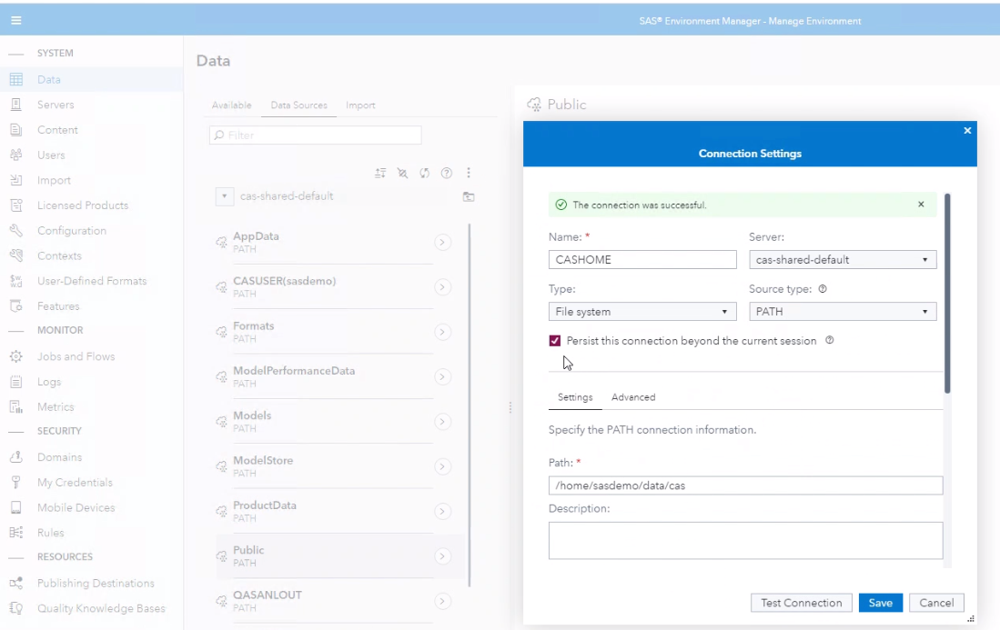 SAS® Environment Manager - Manage Environment
SYSTEM
Data
Servers
Content
Users
Import
Licensed Products
Configuration
Contexts
User-Defined Formats
Features
MONITOR
Jobs and Flows
Logs
Metrics
SECURITY
Domains
My Credentials
Mobile Devices
Rules
RESOURCES
Publishing Destinations
Quality Knowledge Bases
Data
Available Data Sources Import
Filter
cas-shared-default
AppData
PATH
CASUSER(sasdemo)
PATH
Formats
PATH
ModelPerformanceData
PATH
Models
PATH
ModelStore
PATH
ProductData
PATH
Public
PATH
QASANLOUT
PATH
Public
Connection Settings
The connection was successful.
Name: * Server:
CASHOME cas-shared-default
Type: Source type:
File system PATH
Persist this connection beyond the current session
Settings Advanced
Specify the PATH connection information.
Path: *
/home/sasdemo/data/cas
Description:
Test Connection Save Cancel